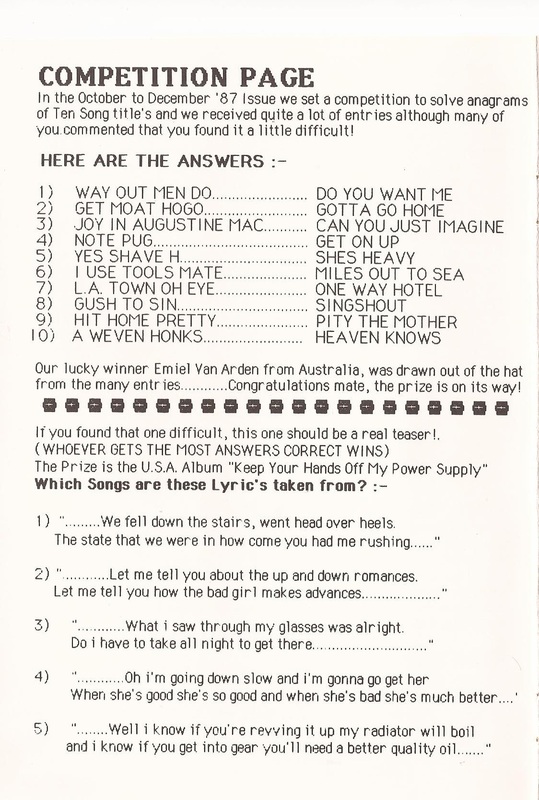 COMPETITION PAGE
In the October to December '87 Issue we set a competition to solve anagrams
of Ten Song title's and we received quite a lot of entries although many of
you commented that you found it a little difficult!
HERE ARE THE ANSWERS :-
1) WAY OUT MEN DO........................ DO YOU WANT ME
2) GET MOAT HOGO.......................... GOTTA GO HOME
3) JOY IN AUGUSTINE MAC........... CAN YOU JUST IMAGINE
4) NOTE PUG....................................... GET ON UP
5) YES SHAVE H................................ SHES HEAVY
6) I USE TOOLS MATE..................... MILES OUT TO SEA
7) L.A. TOWN OH EYE....................... ONE WAY HOTEL
8) GUSH TO SIN................................. SINGSHOUT
9) HIT HOME PRETTY....................... PITY THE MOTHER
10) A WEVEN HONKS......................... HEAVEN KNOWS
Our lucky winner Emiel Van Arden from Australia, was drawn out of the hat
from the many entries............Congratulations mate, the prize is on its way!
If you found that one difficult, this one should be a real teaser!.
(WHOEVER GETS THE MOST ANSWERS CORRECT WINS)
The Prize is the U.S.A. Album "Keep Your Hands Off My Power Supply"
Which Songs are these Lyric's taken from? :-
1) ".........We fell down the stairs, went head over heels.
The state that we were in how come you had me rushing......"
2) "............Let me tell you about the up and down romances.
Let me tell you how the bad girl makes advances...................."
3) "............What i saw through my glasses was alright.
Do i have to take all night to get there............................."
4) "............Oh i'm going down slow and i'm gonna go get her
When she's good she's so good and when she's bad she's much better....'
5) "........Well i know if you're revving it up my radiator will boil
and i know if you get into gear you'll need a better quality oil......."